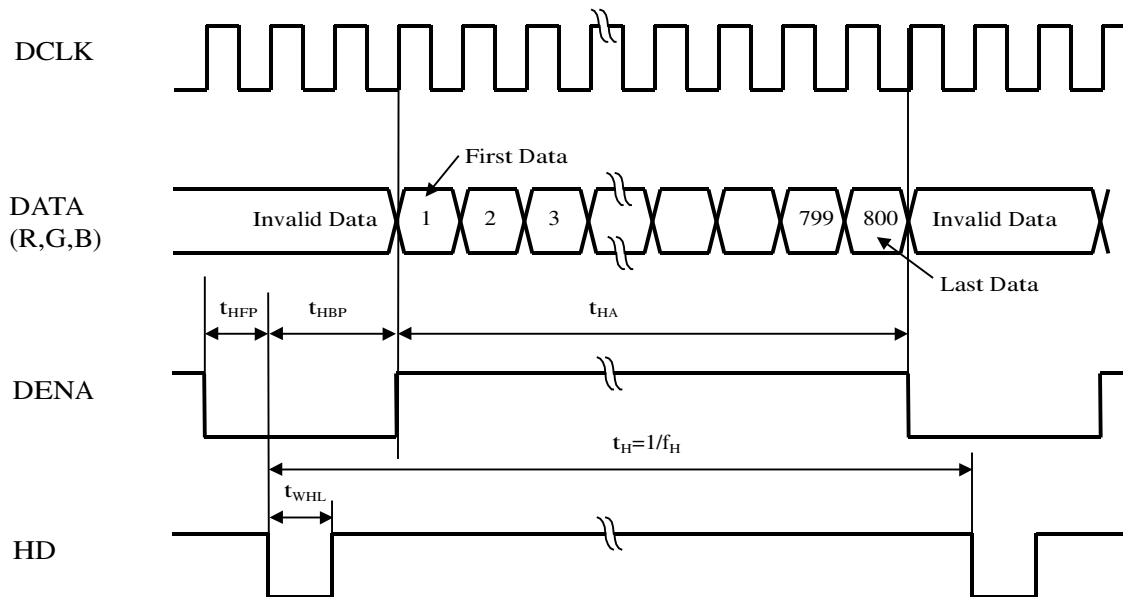 DCLK
First Data
DATA
(R,G,B)
Invalid Data
1
2
3
799
800
Invalid Data
Last Data
tHFP
tHBP
tHA
DENA
tH=1/fH
tWHL
HD